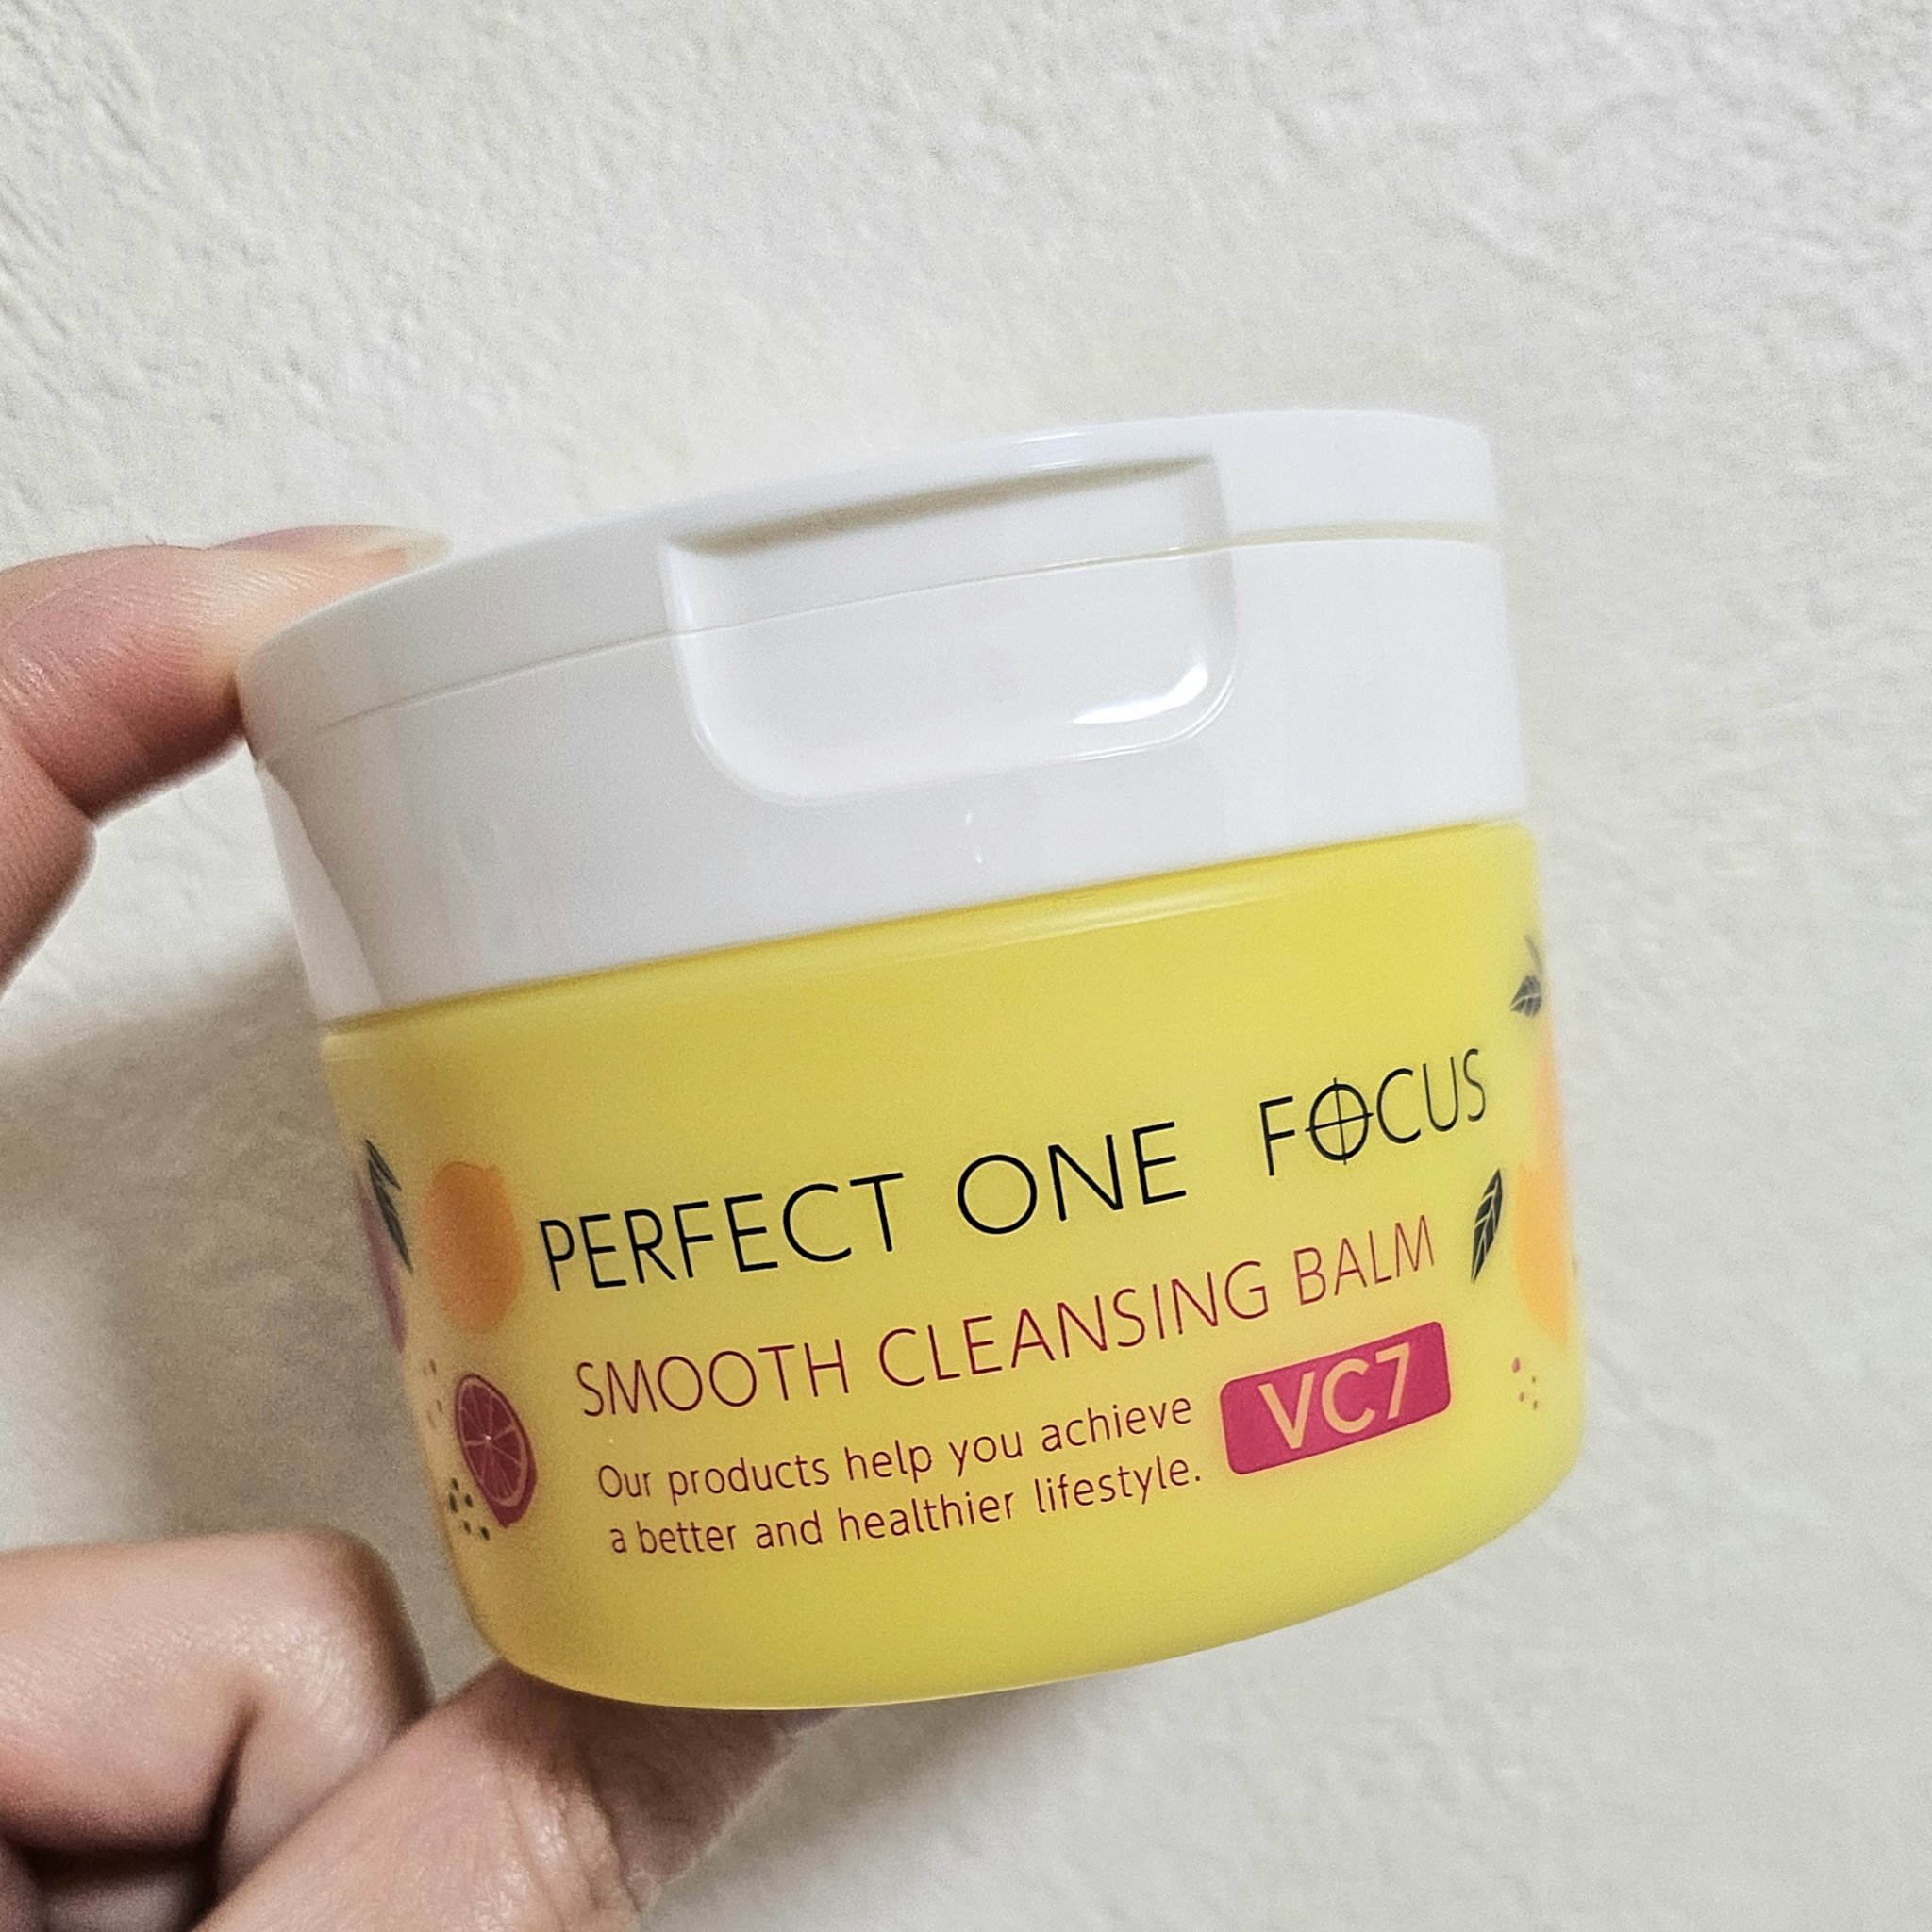 PERFECT ONE FOCUS
SMOOTH CLEANSING BALM
Our products help you achieve
a better and healthier lifestyle.
VC7